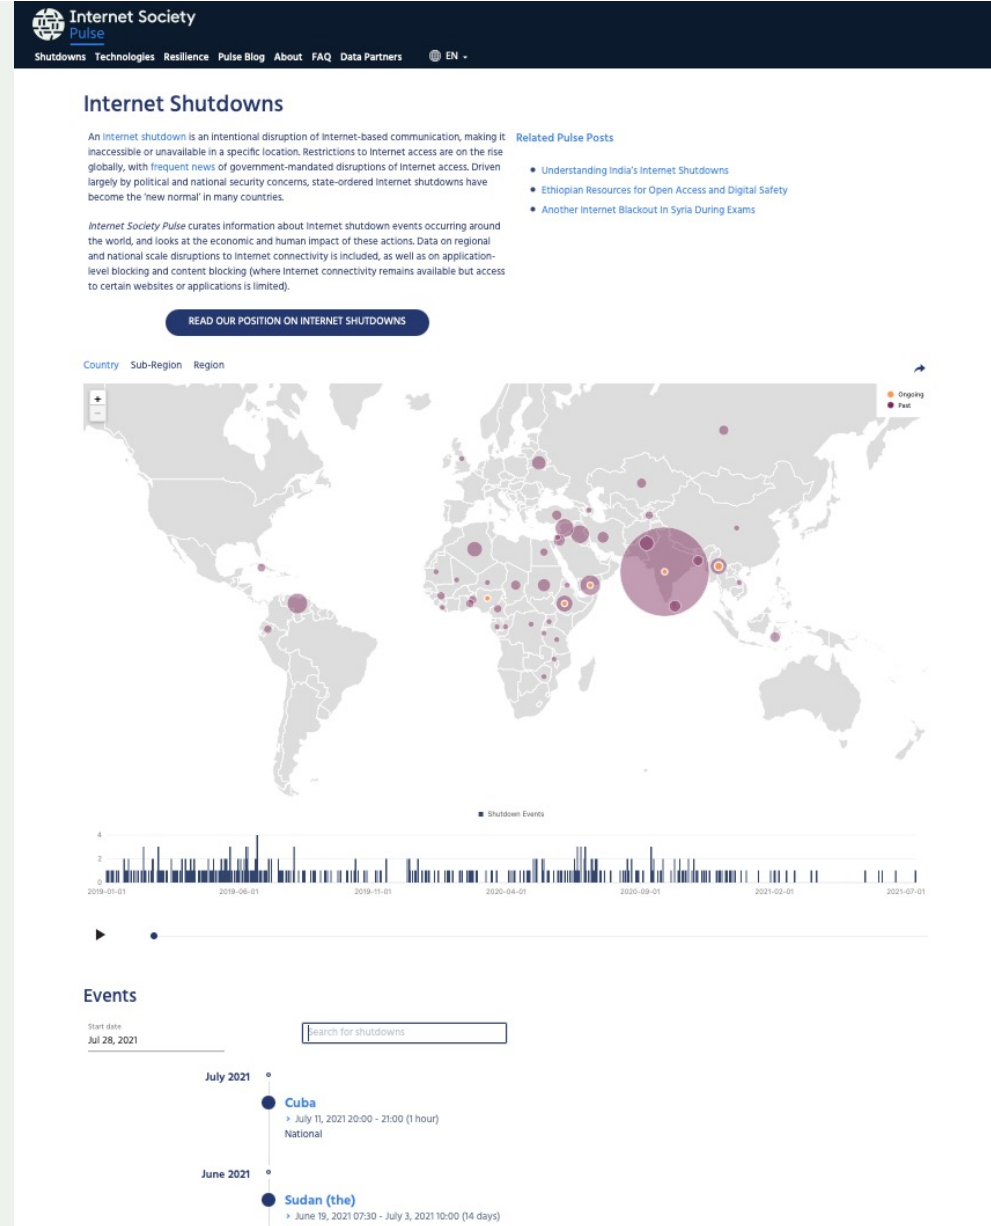 Internet Society
Pulse
Shutdowns Technologies Resilience Pulse Blog About FAQ Data Partners EN
Internet Shutdowns
An Internet shutdown is an intentional disruption of Internet-based communication, making it
inaccessible or unavailable in a specific location. Restrictions to Internet access are on the rise
globally, with frequent news of government-mandated disruptions of Internet access. Driven
largely by political and national security concerns, state-ordered Internet shutdowns have
become the 'new normal' in many countries.
Internet Society Pulse curates information about Internet shutdown events occurring around
the world, and looks at the economic and human impact of these actions. Data on regional
and national scale disruptions to Internet connectivity is included, as well as on application-
level blocking and content blocking (where Internet connectivity remains available but access
to certain websites or applications is limited).
READ OUR POSITION ON INTERNET SHUTDOWNS
Related Pulse Posts
Understanding India's Internet Shutdowns
Ethiopian Resources for Open Access and Digital Safety
Another Internet Blackout In Syria During Exams
Country Sub-Region Region
+
−
Ongoing
Past
Shutdown Events
4
2
0
2019-01-01 2019-06-01 2019-11-01 2020-04-01 2020-09-01 2021-02-01 2021-07-01
Events
Start date
Jul 28, 2021
Search for shutdowns
July 2021
Cuba
> July 11, 2021 20:00 - 21:00 (1 hour)
National
June 2021
Sudan (the)
> June 19, 2021 07:30 - July 3, 2021 10:00 (14 days)